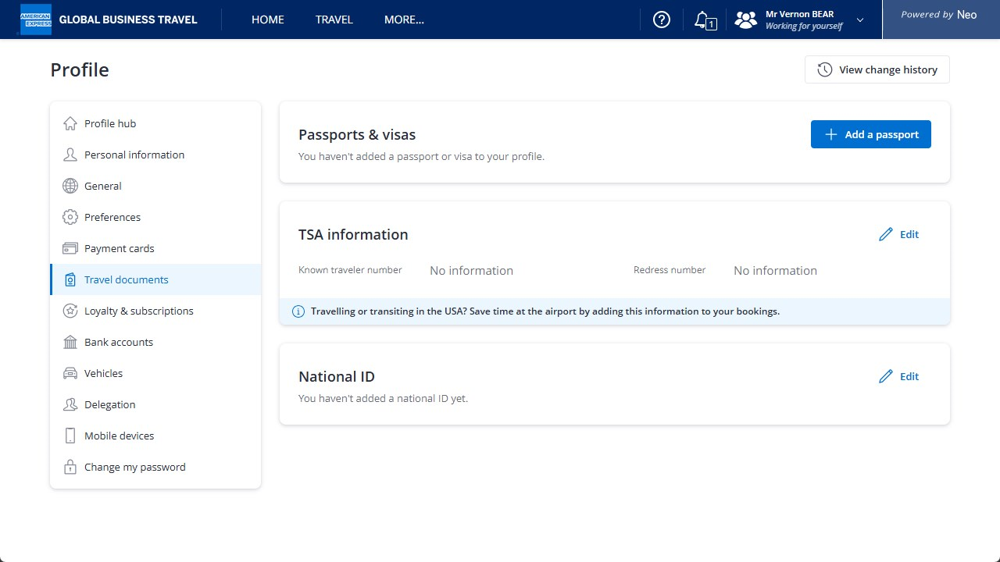 AMERICAN EXPRESS GLOBAL BUSINESS TRAVEL HOME TRAVEL MORE... 1 Mr Vernon BEAR Powered by Neo
Working for yourself
Profile
View change history
Profile hub
Personal information
General
Preferences
Payment cards
Travel documents
Loyalty & subscriptions
Bank accounts
Vehicles
Delegation
Mobile devices
Change my password
Passports & visas
Add a passport
You haven't added a passport or visa to your profile.
TSA information
Edit
Known traveler number No information Redress number No information
Travelling or transiting in the USA? Save time at the airport by adding this information to your bookings.
National ID
Edit
You haven't added a national ID yet.